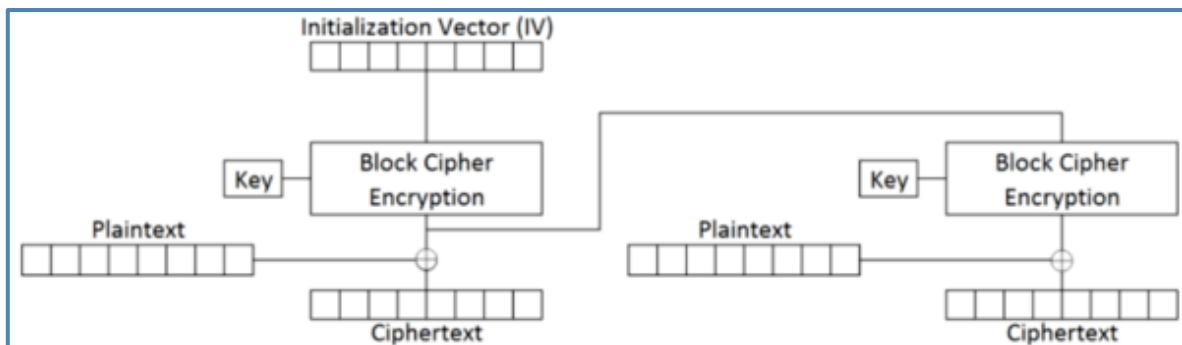 Initialization Vector (IV)
Key
Block Cipher
Encryption
Plaintext
Ciphertext
Key
Block Cipher
Encryption
Plaintext
Ciphertext